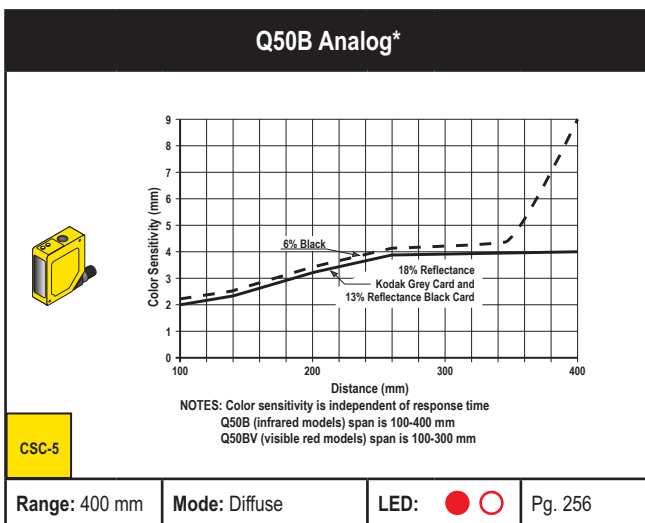 Q50B Analog*
9
8
7
6
5
4
3
2
1
0
Color Sensitivity (mm)
6% Black
18% Reflectance
Kodak Grey Card and
13% Reflectance Black Card
100
200
300
400
Distance (mm)
NOTES: Color sensitivity is independent of response time
Q50B (infrared models) span is 100-400 mm
Q50BV (visible red models) span is 100-300 mm
CSC-5
Range: 400 mm
Mode: Diffuse
LED:
Pg. 256